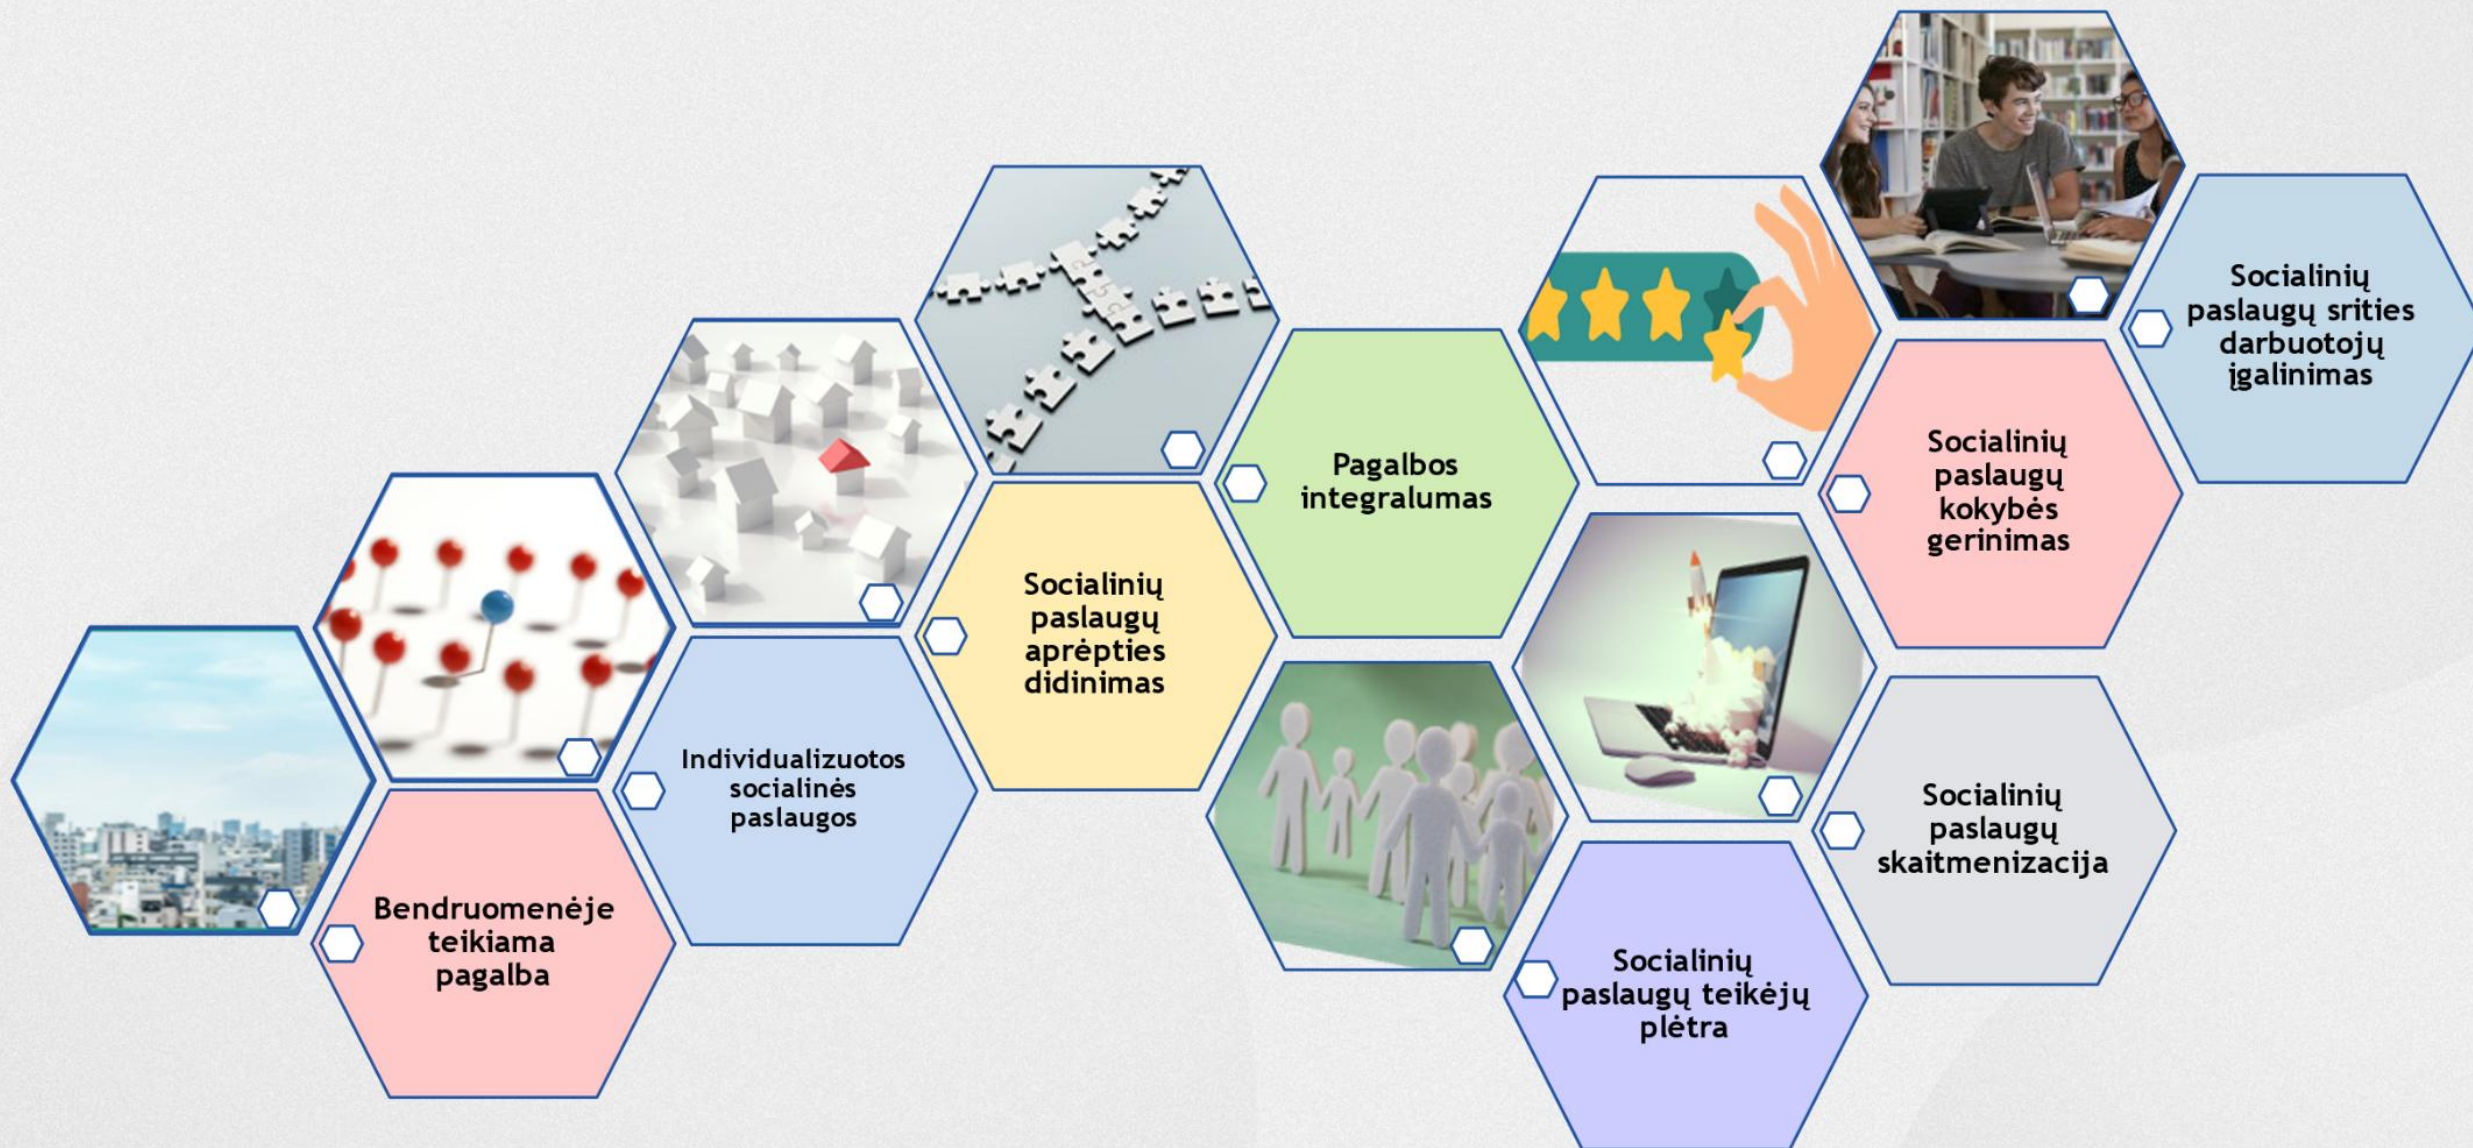 Bendruomenėje
teikiama
pagalba
Individualizuotos
socialinės
paslaugos
Socialinių
paslaugų
aprėpties
didinimas
Pagalbos
integralumas
Socialinių
paslaugų teikėjų
plėtra
Socialinių
paslaugų
skaitmenizacija
Socialinių
paslaugų
kokybės
gerinimas
Socialinių
paslaugų srities
darbuotojų
įgalinimas